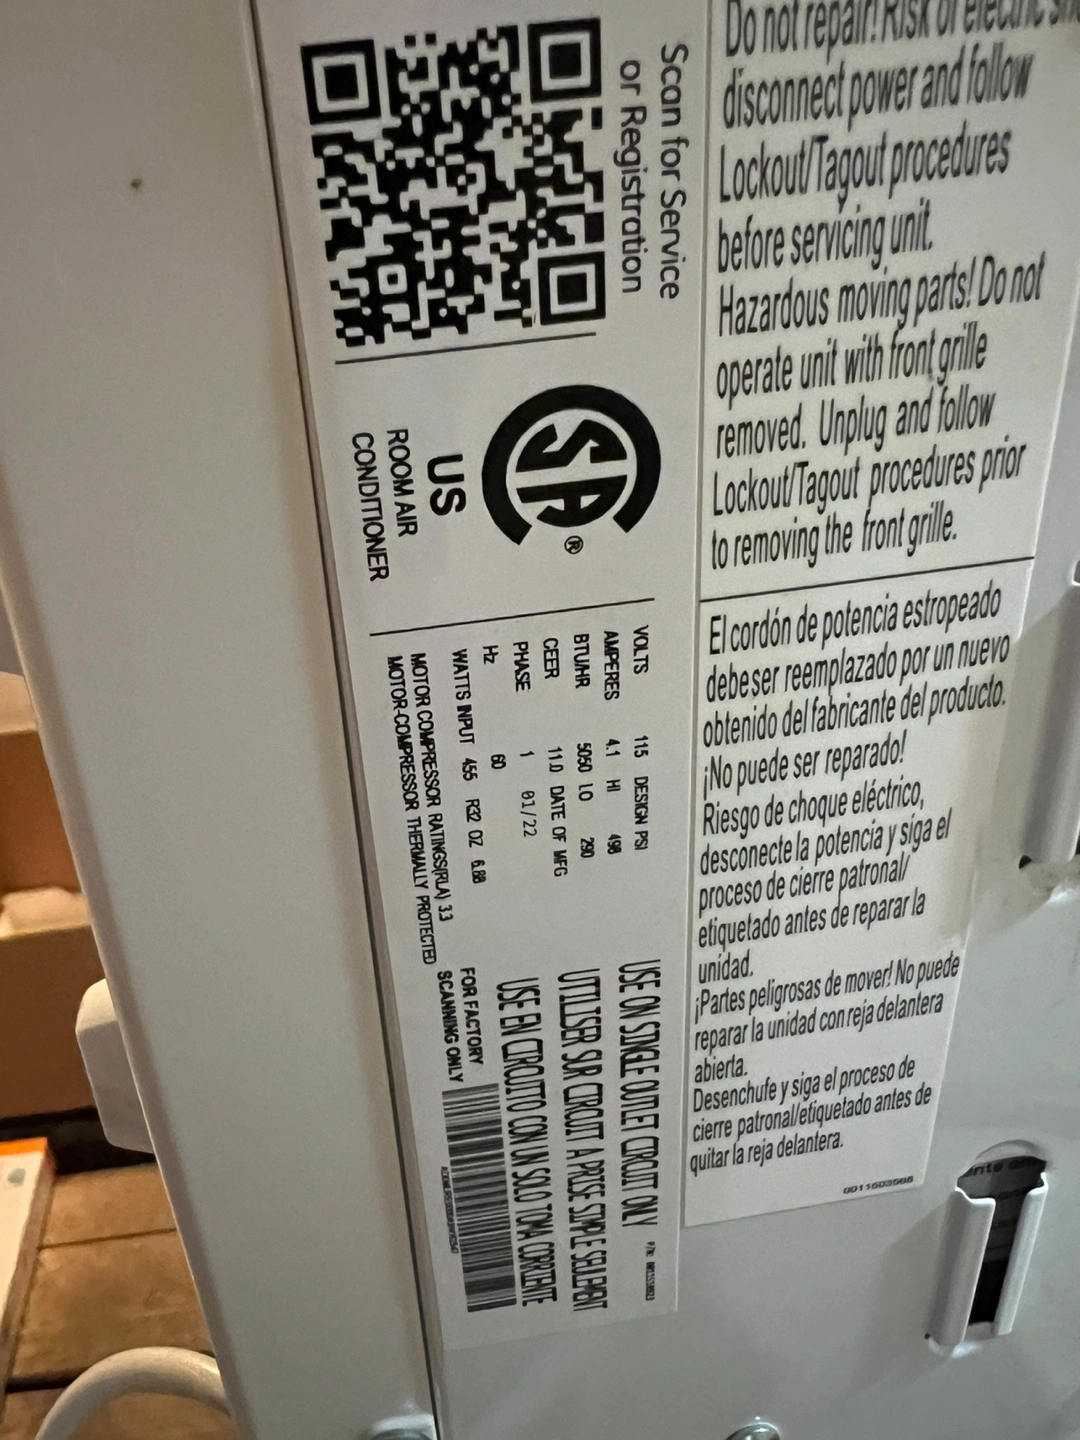 Scan for Service
or Registration
CSA®
US
ROOM AIR
CONDITIONER
VOLTS 115 DESIGN PSI
AMPERES 4.1 HI 498
BTU/HR 5050 LO 290
CEER 11.0 DATE OF MFG
PHASE 1 01/22
Hz 60
WATTS INPUT 455 R32 OZ 6.88
MOTOR COMPRESSOR RATINGS(RLA) 3.3
MOTOR-COMPRESSOR THERMALLY PROTECTED
USE ON SINGLE OUTLET CIRCUIT ONLY
UTILISER SUR CIRCUIT A PRISE SIMPLE SEULEMENT
USE EN CIRCUITO CON UN SOLO TOMA CORRIENTE
FOR FACTORY
SCANNING ONLY
Do not repair! Risk of electric
disconnect power and follow
Lockout/Tagout procedures
before servicing unit.
Hazardous moving parts! Do not
operate unit with front grille
removed. Unplug and follow
Lockout/Tagout procedures prior
to removing the front grille.
El cordón de potencia estropeado
debe ser reemplazado por un nuevo
obtenido del fabricante del producto.
¡No puede ser reparado!
Riesgo de choque eléctrico,
desconecte la potencia y siga el
proceso de cierre patronal/
etiquetado antes de reparar la
unidad.
¡Partes peligrosas de mover! No puede
reparar la unidad con reja delantera
abierta.
Desenchufe y siga el proceso de
cierre patronal/etiquetado antes de
quitar la reja delantera.